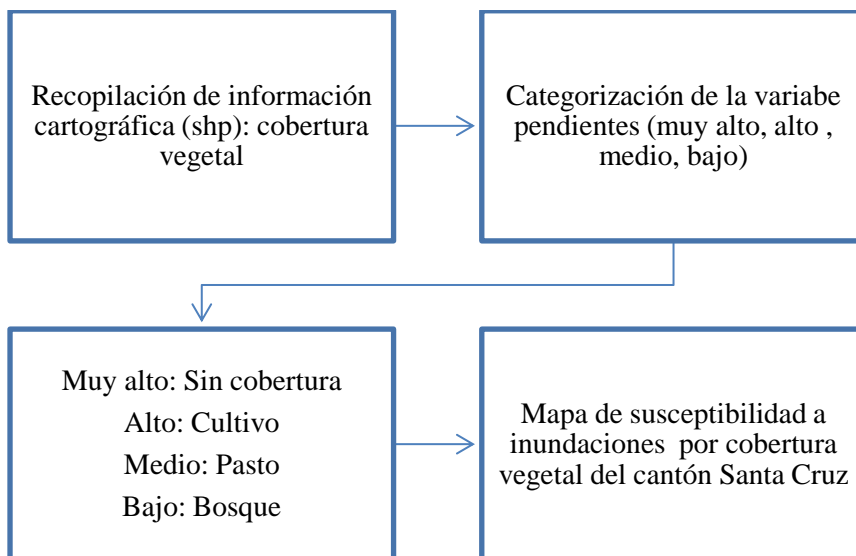 Recopilación de información
cartográfica (shp): cobertura
vegetal
Categorización de la variabe
pendientes (muy alto, alto ,
medio, bajo)
Muy alto: Sin cobertura
Alto: Cultivo
Medio: Pasto
Bajo: Bosque
Mapa de susceptibilidad a
inundaciones por cobertura
vegetal del cantón Santa Cruz